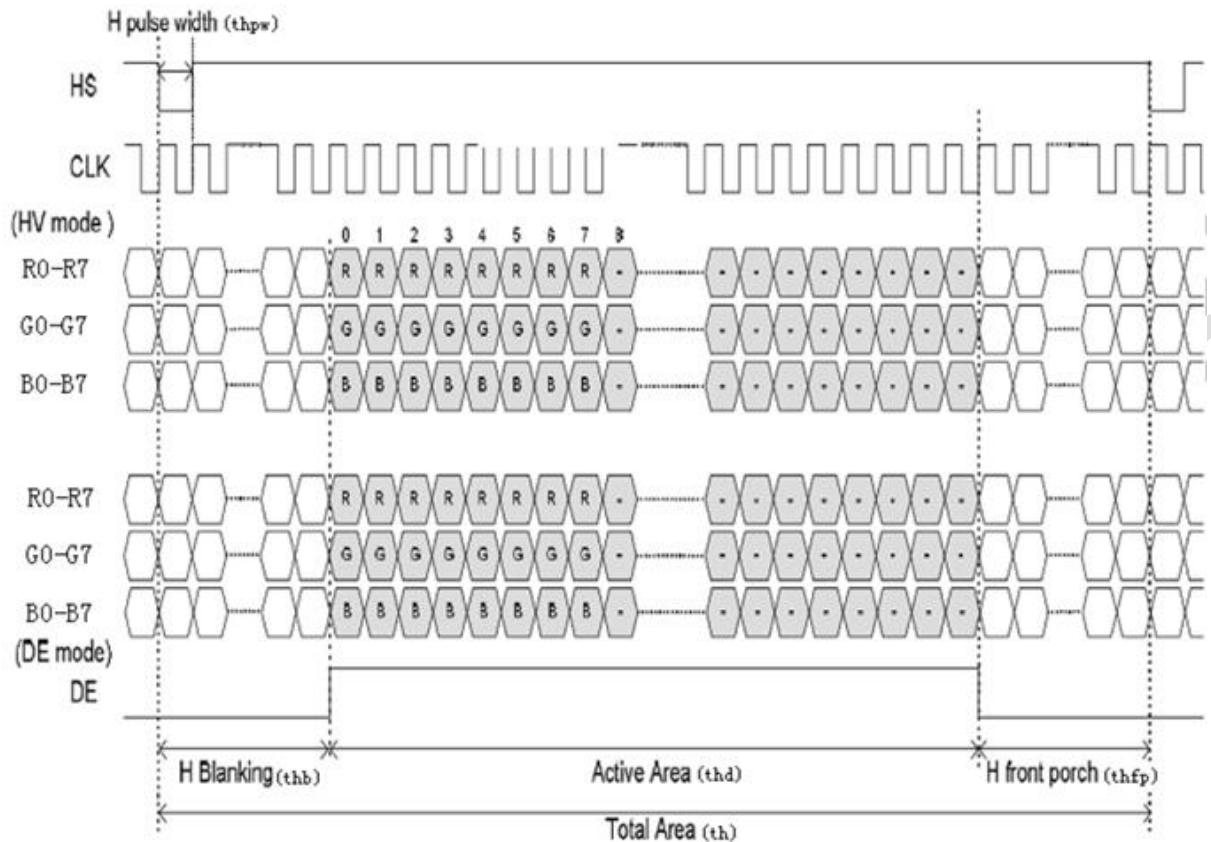 H pulse width (thpw)
HS
CLK
(HV mode )
0 1 2 3 4 5 6 7 8
R0-R7 R R R R R R R R - - - - - - - - -
G0-G7 G G G G G G G G - - - - - - - - -
B0-B7 B B B B B B B B - - - - - - - - -
R0-R7 R R R R R R R R - - - - - - - - -
G0-G7 G G G G G G G G - - - - - - - - -
B0-B7 B B B B B B B B - - - - - - - - -
(DE mode)
DE
H Blanking(thb) Active Area (thd) H front porch (thfp)
Total Area (th)